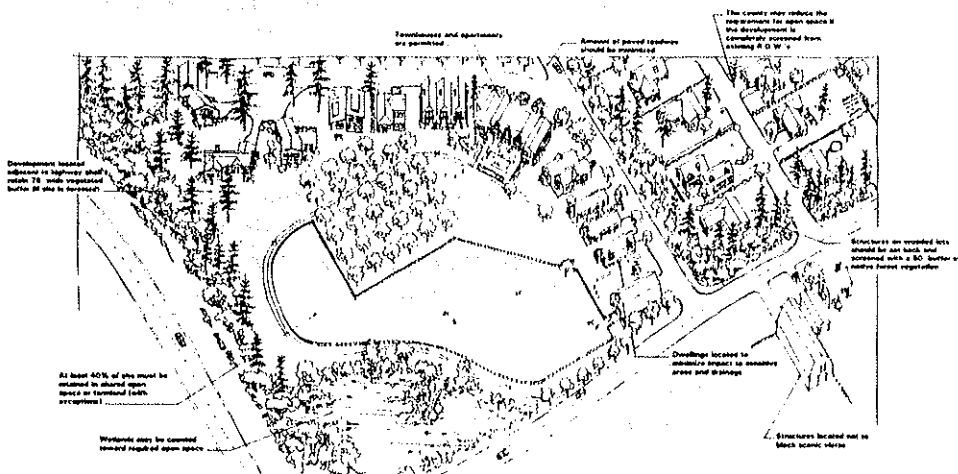 The county may reduce the
requirement for open space if
the development is
completely screened from
existing R.O.W.'s
Townhouses and apartments
are permitted
Amount of paved roadway
should be minimized
Development located
adjacent to highway shall
retain 75' wide vegetated
buffer (if site is forested)
Structures on wooded lots
should be set back and
screened with a 50' buffer of
native forest vegetation
At least 40% of site must be
retained in shared open
space or farmland (with
exceptions)
Dwellings located to
minimize impact to sensitive
areas and drainage
Wetlands may be counted
toward required open space
Structures located not to
block scenic views